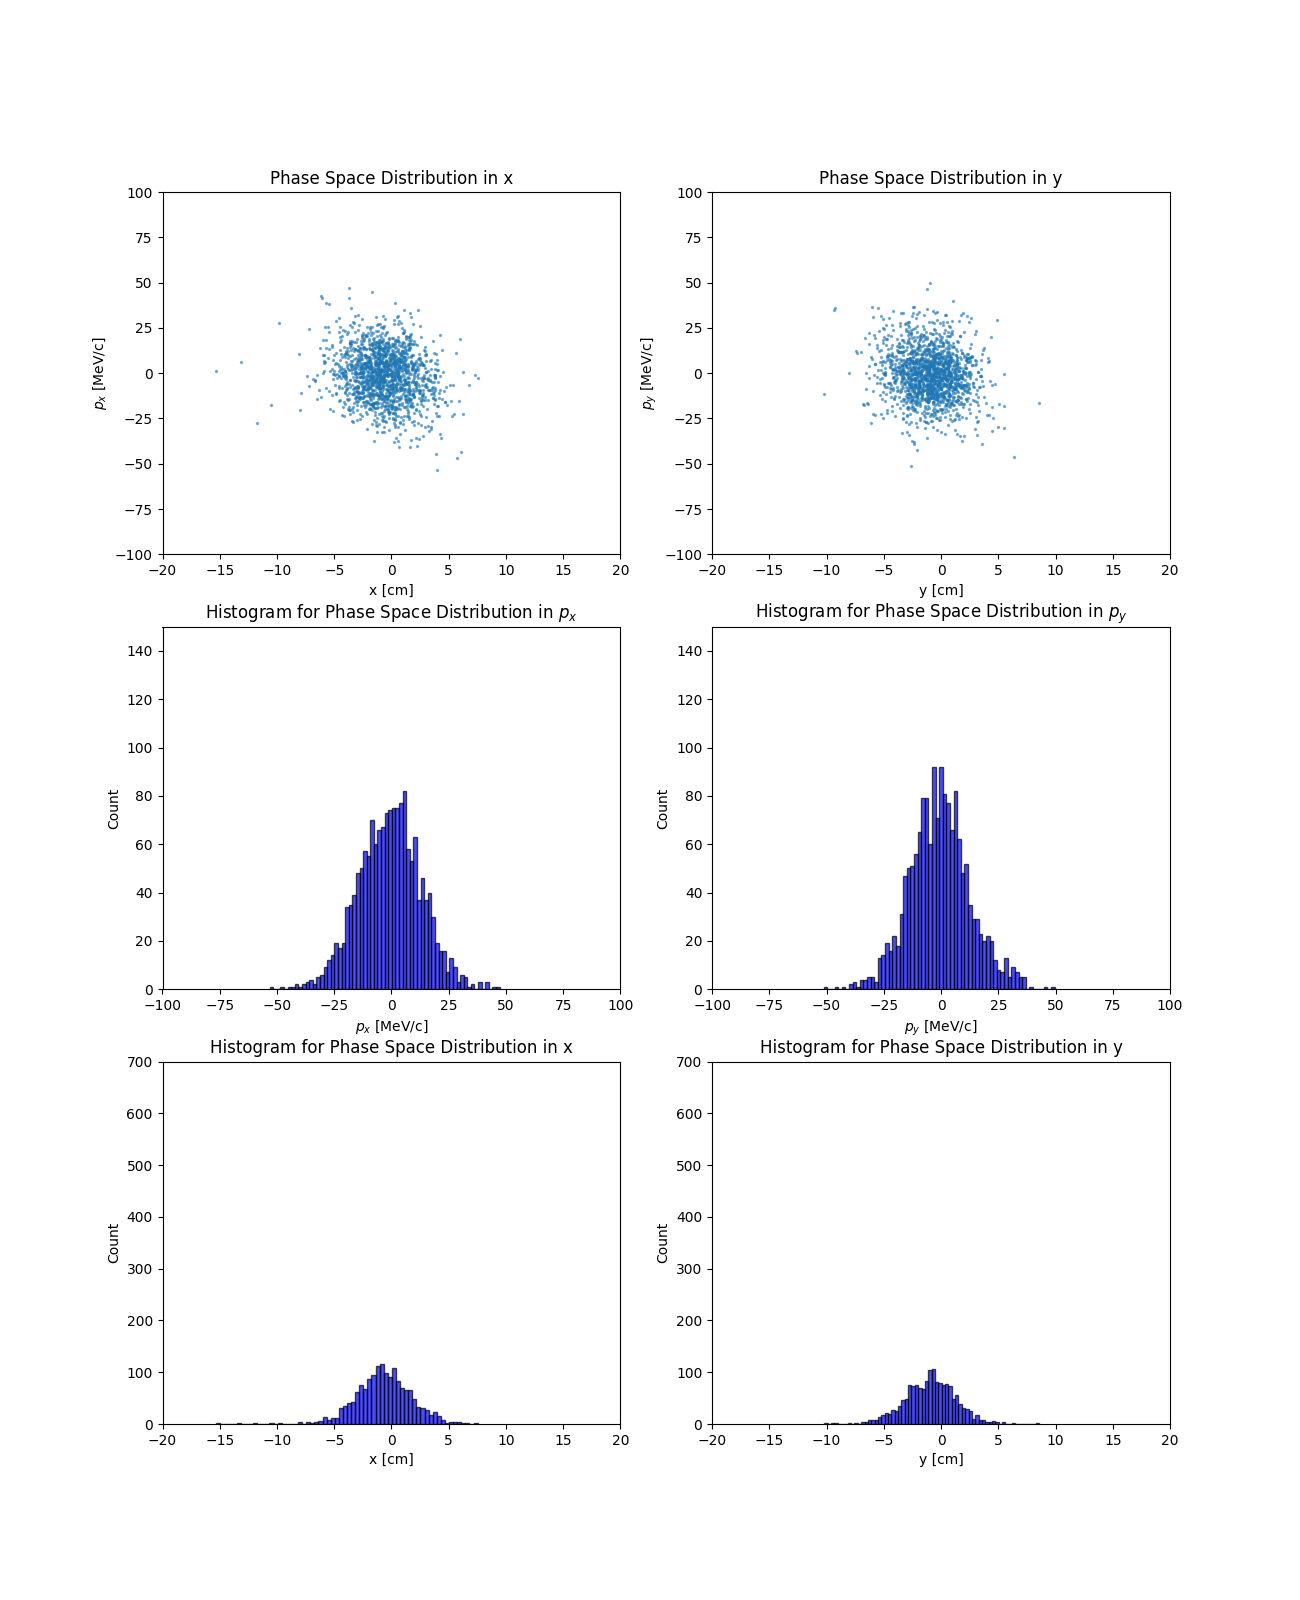 Phase Space Distribution in x
Phase Space Distribution in y
100
75
50
25
0
−25
−50
−75
−100
p_x [MeV/c]
−20 −15 −10 −5 0 5 10 15 20
x [cm]
100
75
50
25
0
−25
−50
−75
−100
p_y [MeV/c]
−20 −15 −10 −5 0 5 10 15 20
y [cm]
Histogram for Phase Space Distribution in p_x
140
120
100
80
60
40
20
0
Count
−100 −75 −50 −25 0 25 50 75 100
p_x [MeV/c]
Histogram for Phase Space Distribution in p_y
140
120
100
80
60
40
20
0
Count
−100 −75 −50 −25 0 25 50 75 100
p_y [MeV/c]
Histogram for Phase Space Distribution in x
700
600
500
400
300
200
100
0
Count
−20 −15 −10 −5 0 5 10 15 20
x [cm]
Histogram for Phase Space Distribution in y
700
600
500
400
300
200
100
0
Count
−20 −15 −10 −5 0 5 10 15 20
y [cm]